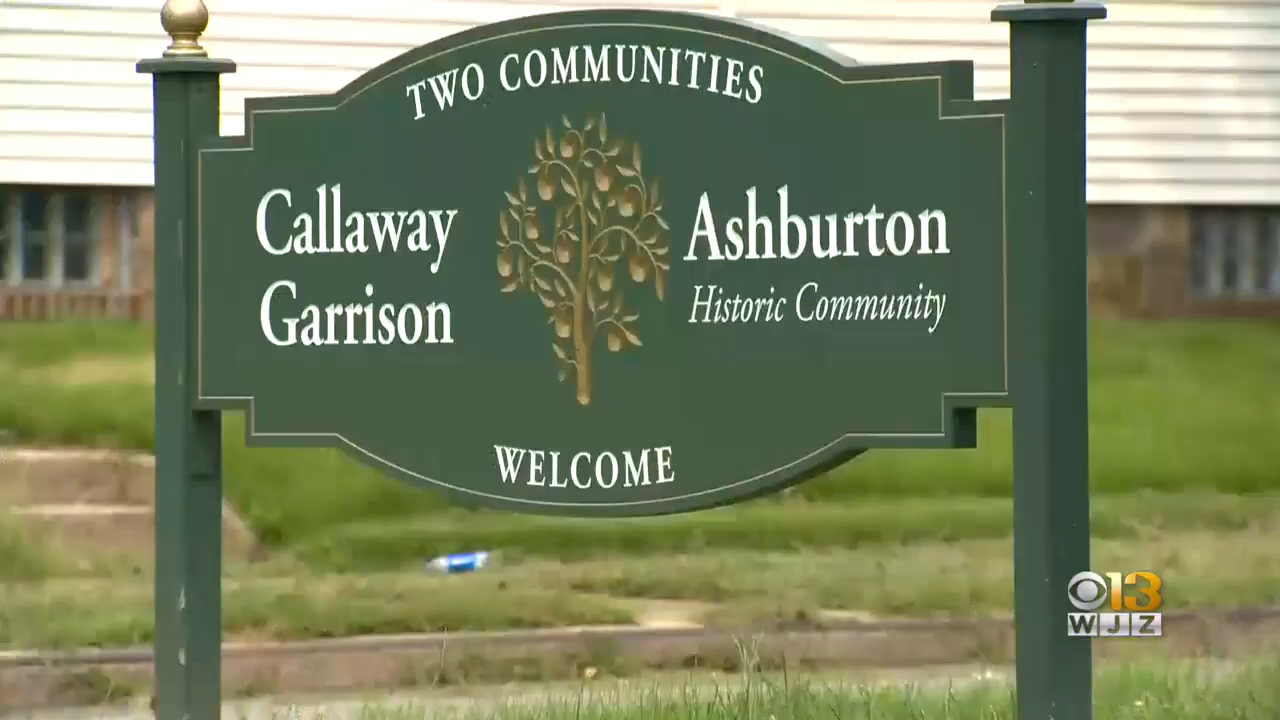 TWO COMMUNITIES
Callaway
Garrison
Ashburton
Historic Community
WELCOME
13
WJZ